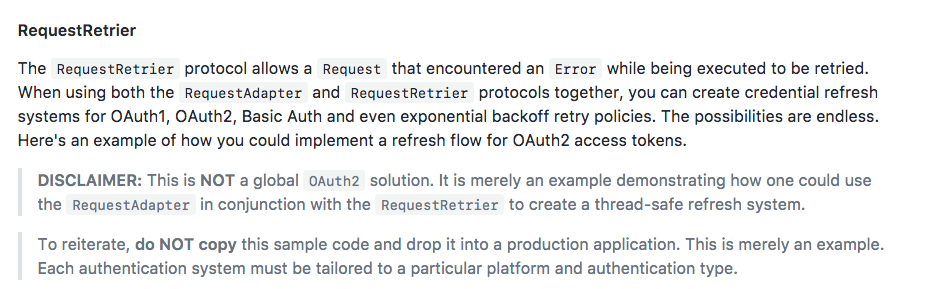 RequestRetrier
The RequestRetrier protocol allows a Request that encountered an Error while being executed to be retried.
When using both the RequestAdapter and RequestRetrier protocols together, you can create credential refresh
systems for OAuth1, OAuth2, Basic Auth and even exponential backoff retry policies. The possibilities are endless.
Here's an example of how you could implement a refresh flow for OAuth2 access tokens.
DISCLAIMER: This is NOT a global OAuth2 solution. It is merely an example demonstrating how one could use
the RequestAdapter in conjunction with the RequestRetrier to create a thread-safe refresh system.
To reiterate, do NOT copy this sample code and drop it into a production application. This is merely an example.
Each authentication system must be tailored to a particular platform and authentication type.